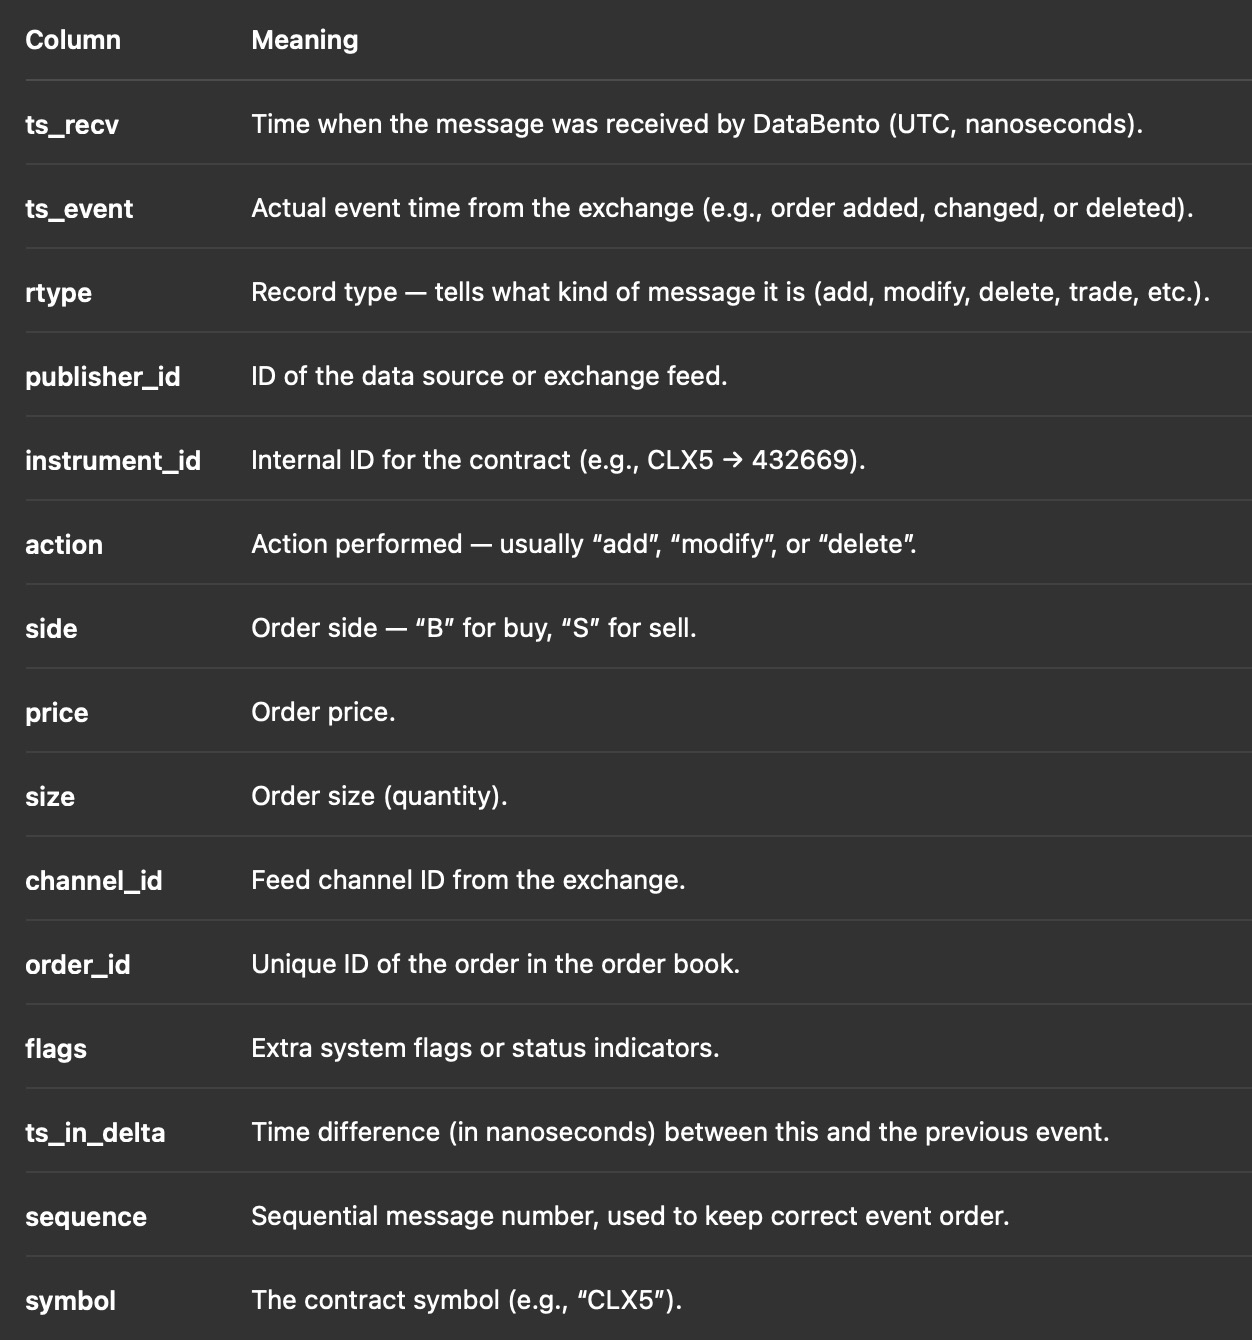 Column Meaning
ts_recv Time when the message was received by DataBento (UTC, nanoseconds).
ts_event Actual event time from the exchange (e.g., order added, changed, or deleted).
rtype Record type — tells what kind of message it is (add, modify, delete, trade, etc.).
publisher_id ID of the data source or exchange feed.
instrument_id Internal ID for the contract (e.g., CLX5 → 432669).
action Action performed — usually “add”, “modify”, or “delete”.
side Order side — “B” for buy, “S” for sell.
price Order price.
size Order size (quantity).
channel_id Feed channel ID from the exchange.
order_id Unique ID of the order in the order book.
flags Extra system flags or status indicators.
ts_in_delta Time difference (in nanoseconds) between this and the previous event.
sequence Sequential message number, used to keep correct event order.
symbol The contract symbol (e.g., “CLX5”).